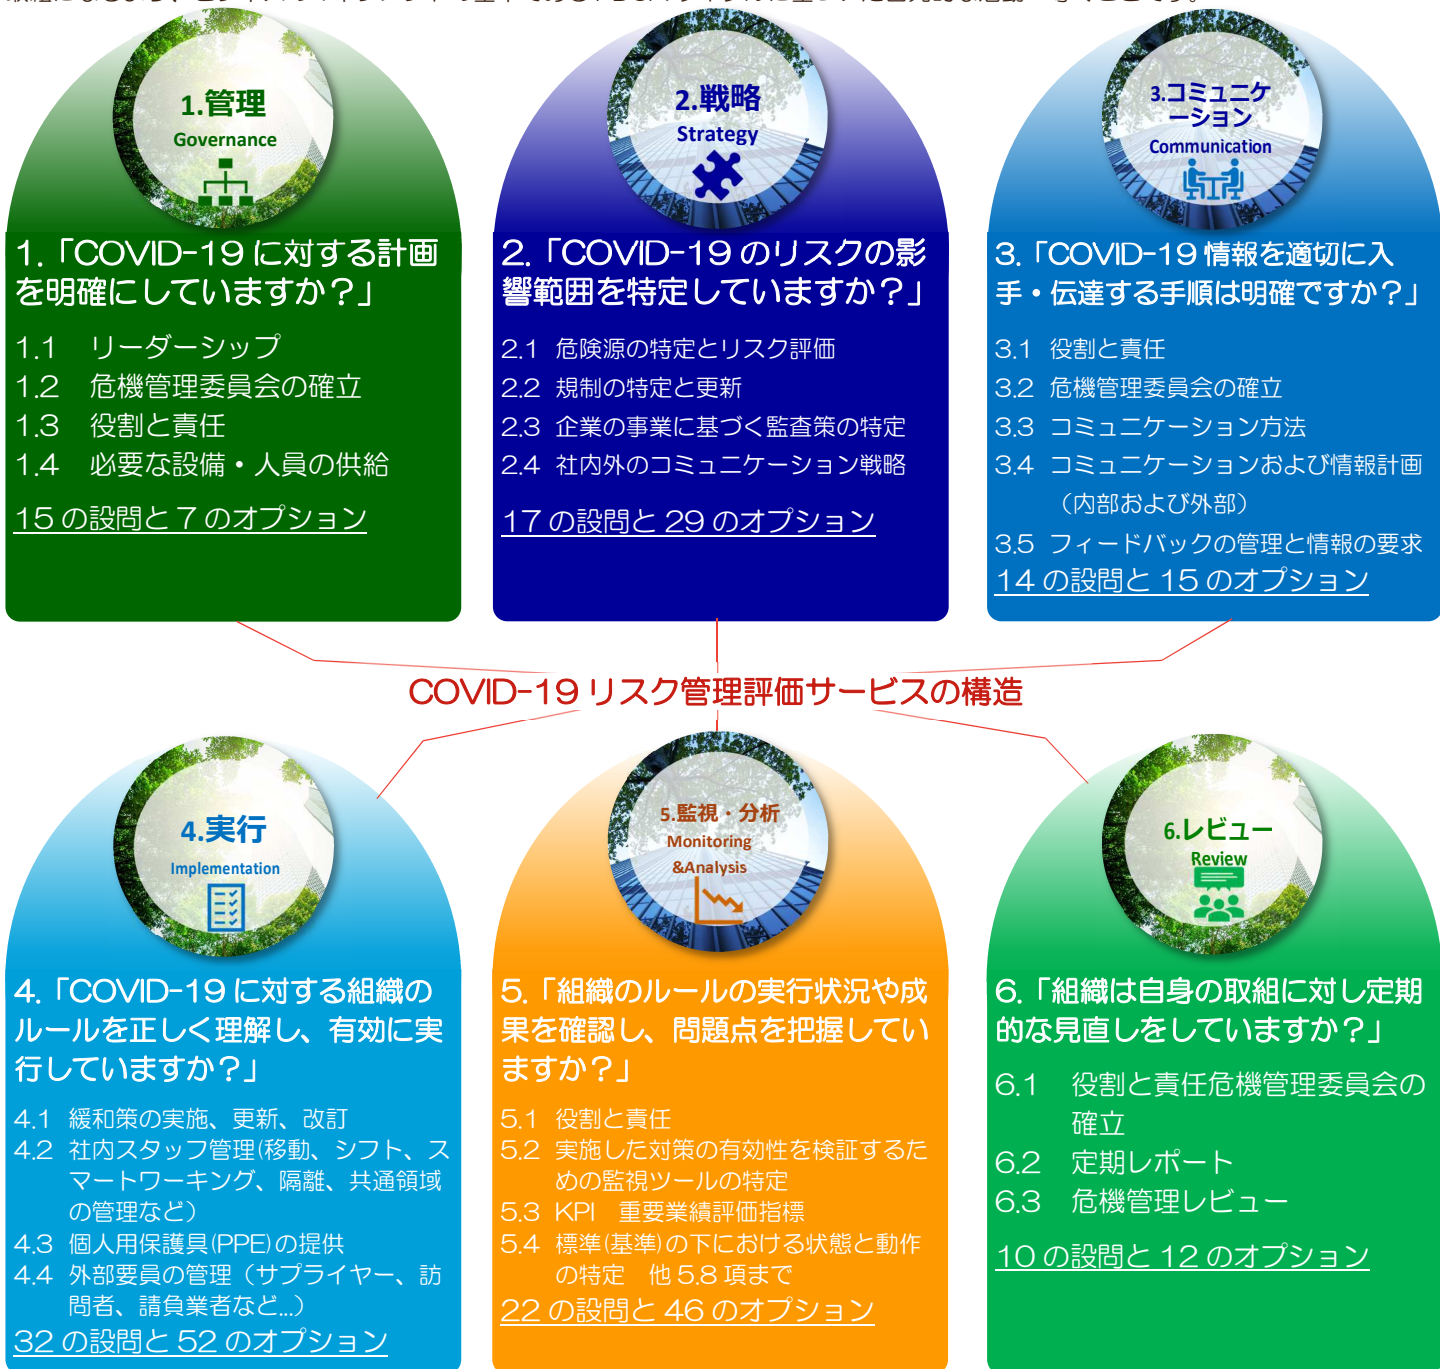 1.管理
Governance
1.「COVID-19 に対する計画
を明確にしていますか？」
1.1 リーダーシップ
1.2 危機管理委員会の確立
1.3 役割と責任
1.4 必要な設備・人員の供給
15 の設問と 7 のオプション
2.戦略
Strategy
2.「COVID-19 のリスクの影
響範囲を特定していますか？」
2.1 危険源の特定とリスク評価
2.2 規制の特定と更新
2.3 企業の事業に基づく監査策の特定
2.4 社内外のコミュニケーション戦略
17 の設問と 29 のオプション
3.コミュニケ
ーション
Communication
3.「COVID-19 情報を適切に入
手・伝達する手順は明確ですか？」
3.1 役割と責任
3.2 危機管理委員会の確立
3.3 コミュニケーション方法
3.4 コミュニケーションおよび情報計画
（内部および外部）
3.5 フィードバックの管理と情報の要求
14 の設問と 15 のオプション
COVID-19 リスク管理評価サービスの構造
4.実行
Implementation
4.「COVID-19 に対する組織の
ルールを正しく理解し、有効に実
行していますか？」
4.1 緩和策の実施、更新、改訂
4.2 社内スタッフ管理(移動、シフト、ス
マートワーキング、隔離、共通領域
の管理など）
4.3 個人用保護具(PPE)の提供
4.4 外部要員の管理（サプライヤー、訪
問者、請負業者など...）
32 の設問と 52 のオプション
5.監視・分析
Monitoring
&Analysis
5.「組織のルールの実行状況や成
果を確認し、問題点を把握してい
ますか？」
5.1 役割と責任
5.2 実施した対策の有効性を検証するた
めの監視ツールの特定
5.3 KPI 重要業績評価指標
5.4 標準(基準)の下における状態と動作
の特定 他 5.8 項まで
22 の設問と 46 のオプション
6.レビュー
Review
6.「組織は自身の取組に対し定期
的な見直しをしていますか？」
6.1 役割と責任危機管理委員会の
確立
6.2 定期レポート
6.3 危機管理レビュー
10 の設問と 12 のオプション